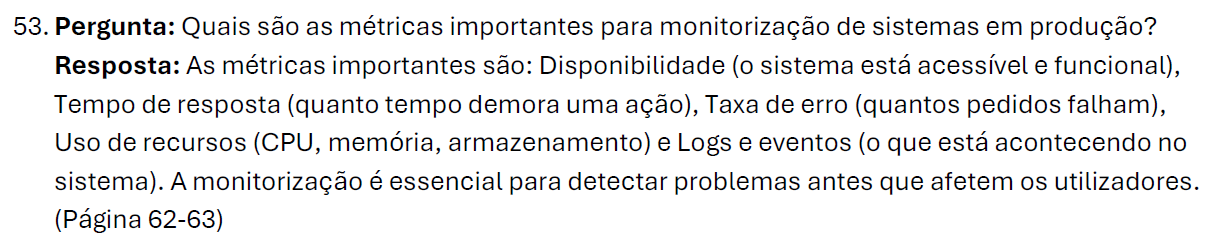 53. Pergunta: Quais são as métricas importantes para monitorização de sistemas em produção?
Resposta: As métricas importantes são: Disponibilidade (o sistema está acessível e funcional),
Tempo de resposta (quanto tempo demora uma ação), Taxa de erro (quantos pedidos falham),
Uso de recursos (CPU, memória, armazenamento) e Logs e eventos (o que está acontecendo no
sistema). A monitorização é essencial para detectar problemas antes que afetem os utilizadores.
(Página 62-63)